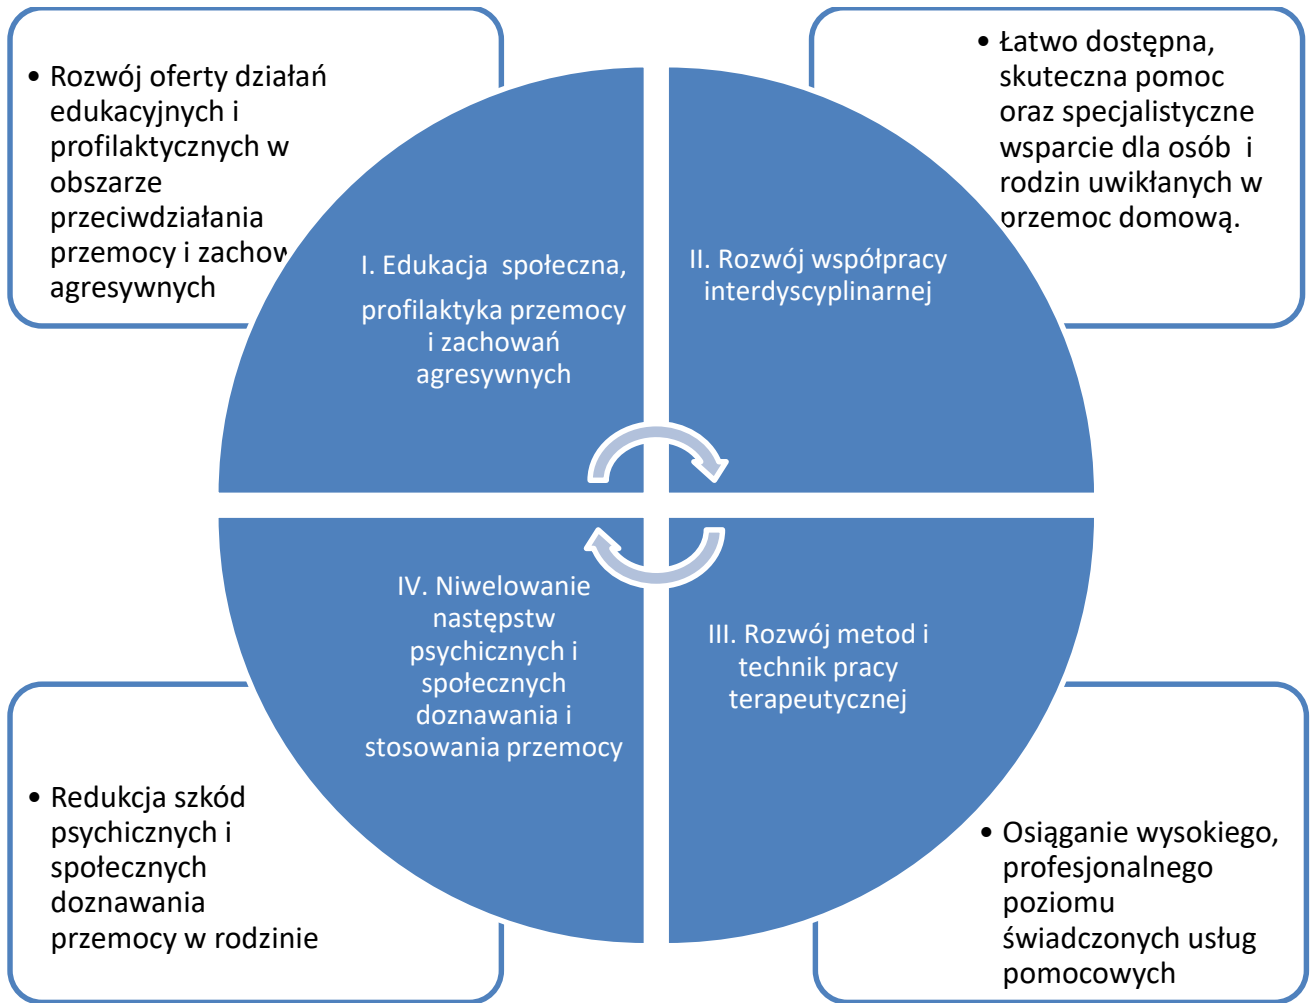 • Rozwój oferty działań
edukacyjnych i
profilaktycznych w
obszarze
przeciwdziałania
przemocy i zachow
agresywnych
• Łatwo dostępna,
skuteczna pomoc
oraz specjalistyczne
wsparcie dla osób i
rodzin uwikłanych w
przemoc domową.
I. Edukacja społeczna,
profilaktyka przemocy
i zachowań
agresywnych
II. Rozwój współpracy
interdyscyplinarnej
IV. Niwelowanie
następstw
psychicznych i
społecznych
doznawania i
stosowania przemocy
III. Rozwój metod i
technik pracy
terapeutycznej
• Redukcja szkód
psychicznych i
społecznych
doznawania
przemocy w rodzinie
• Osiąganie wysokiego,
profesjonalnego
poziomu
świadczonych usług
pomocowych